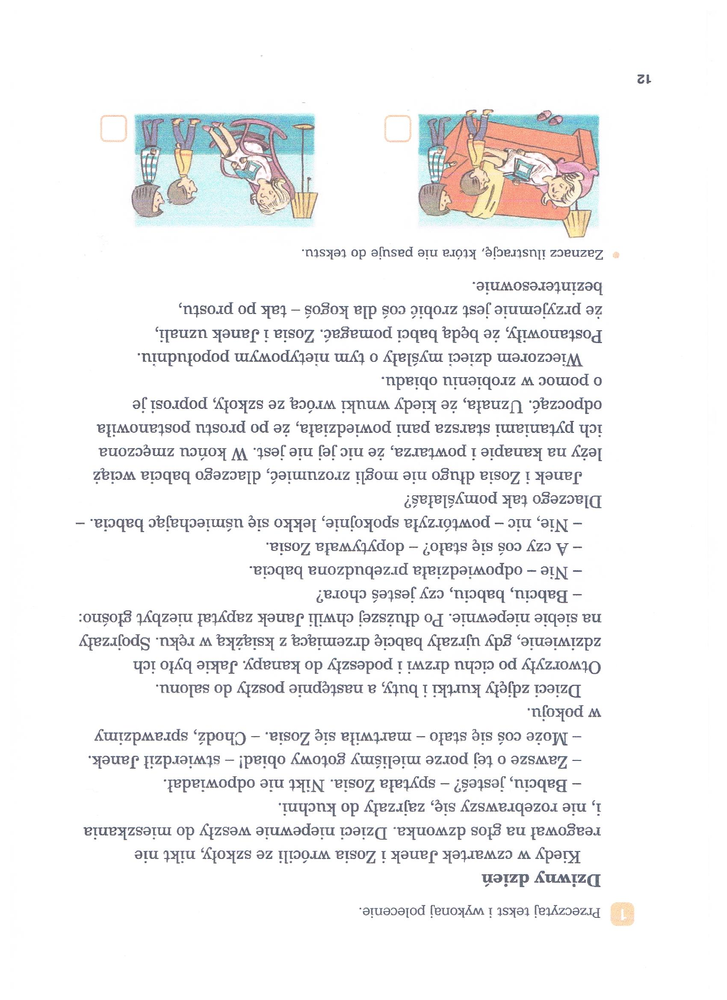 1 Przeczytaj tekst i wykonaj polecenie.
Dziwny dzień
Kiedy w czwartek Janek i Zosia wrócili ze szkoły, nikt nie
reagował na głos dzwonka. Dzieci niepewnie weszły do mieszkania
i, nie rozebrawszy się, zajrzały do kuchni.
– Babciu, jesteś? – spytała Zosia. Nikt nie odpowiadał.
– Zawsze o tej porze mieliśmy gotowy obiad! – stwierdził Janek.
– Może coś się stało – martwiła się Zosia. – Chodź, sprawdzimy
w pokoju.
Dzieci zdjęły kurtki i buty, a następnie poszły do salonu.
Otworzyły po cichu drzwi i podeszły do kanapy. Jakie było ich
zdziwienie, gdy ujrzały babcię drzemiącą z książką w ręku. Spojrzały
na siebie niepewnie. Po dłuższej chwili Janek zapytał niezbyt głośno:
– Babciu, babciu, czy jesteś chora?
– Nie – odpowiedziała przebudzona babcia.
– A czy coś się stało? – dopytywała Zosia.
– Nie, nic – powtórzyła spokojnie, lekko się uśmiechając babcia. –
Dlaczego tak pomyślałaś?
Janek i Zosia długo nie mogli zrozumieć, dlaczego babcia wciąż
leży na kanapie i powtarza, że nic jej nie jest. W końcu zmęczona
ich pytaniami starsza pani powiedziała, że po prostu postanowiła
odpocząć. Uznała, że kiedy wnuki wrócą ze szkoły, poprosi je
o pomoc w zrobieniu obiadu.
Wieczorem dzieci myślały o tym nietypowym popołudniu.
Postanowiły, że będą babci pomagać. Zosia i Janek uznali,
że przyjemnie jest zrobić coś dla kogoś – tak po prostu,
bezinteresownie.
• Zaznacz ilustrację, która nie pasuje do tekstu.
12